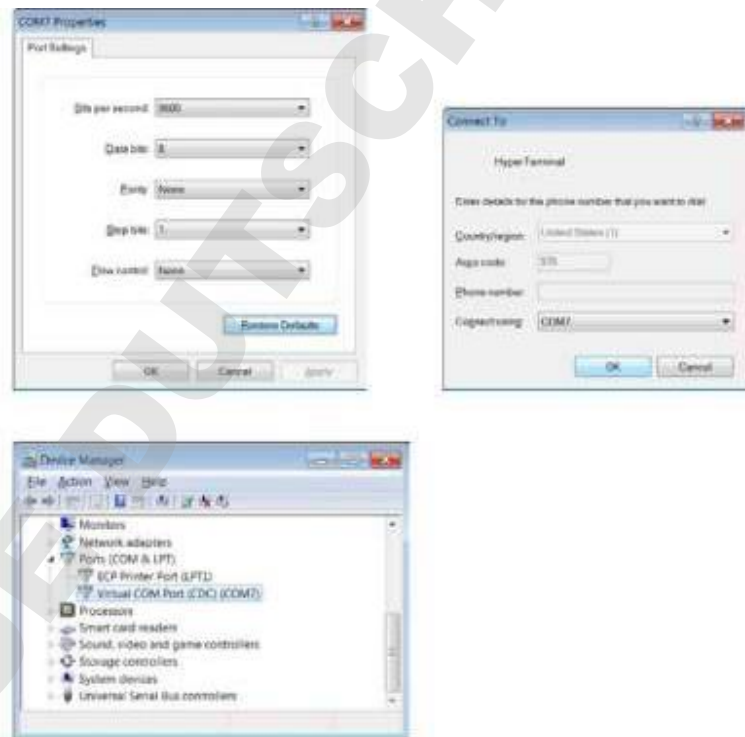 COM7 Properties
Port Settings
Bits per second: 9600
Data bits: 8
Parity: None
Stop bits: 1
Flow control: None
Restore Defaults
OK Cancel Apply
Connect To
HyperTerminal
Enter details for the phone number that you want to dial:
Country/region: United States (1)
Area code:
Phone number:
Connect using: COM7
OK Cancel
Device Manager
File Action View Help
Monitors
Network adapters
Ports (COM & LPT)
ECP Printer Port (LPT1)
Virtual COM Port (CDC) (COM7)
Processors
Smart card readers
Sound, video and game controllers
Storage controllers
System devices
Universal Serial Bus controllers